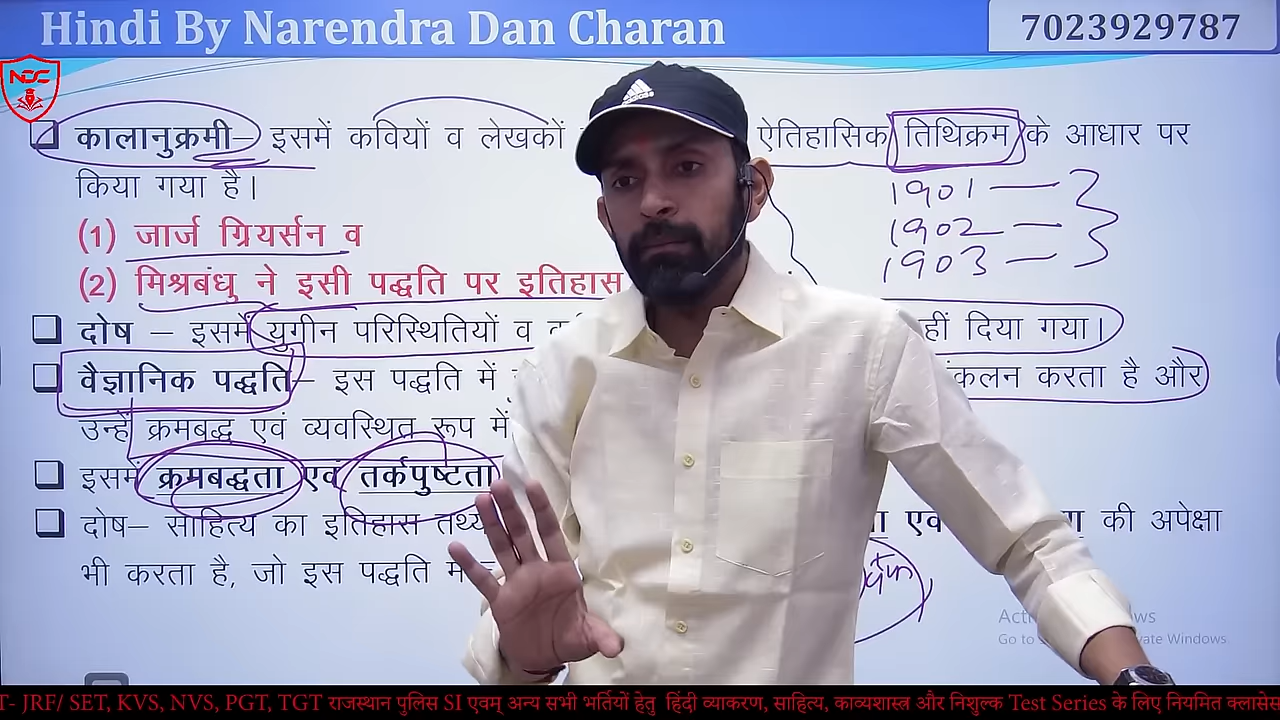 Hindi By Narendra Dan Charan
7023929787
NDC
कालानुक्रमी– इसमें कवियों व लेखकों ऐतिहासिक तिथिक्रम के आधार पर
किया गया है।
1901
(1) जार्ज ग्रियर्सन व
1902
1903
(2) मिश्रबंधु ने इसी पद्धति पर इतिहास
दोष – इसमें युगीन परिस्थितियों व दिया गया।
वैज्ञानिक पद्धति– इस पद्धति में करता है और
उन्हें क्रमबद्ध एवं व्यवस्थित रूप में
इसमें क्रमबद्धता एवं तर्कपुष्टता
दोष– साहित्य का इतिहास की अपेक्षा
भी करता है, जो इस पद्धति
Go to Windows.
T- JRF/ SET, KVS, NVS, PGT, TGT राजस्थान पुलिस SI एवम् अन्य सभी भर्तियों हेतु हिंदी व्याकरण, साहित्य, काव्यशास्त्र और निशुल्क Test Series के लिए नियमित क्लासेस